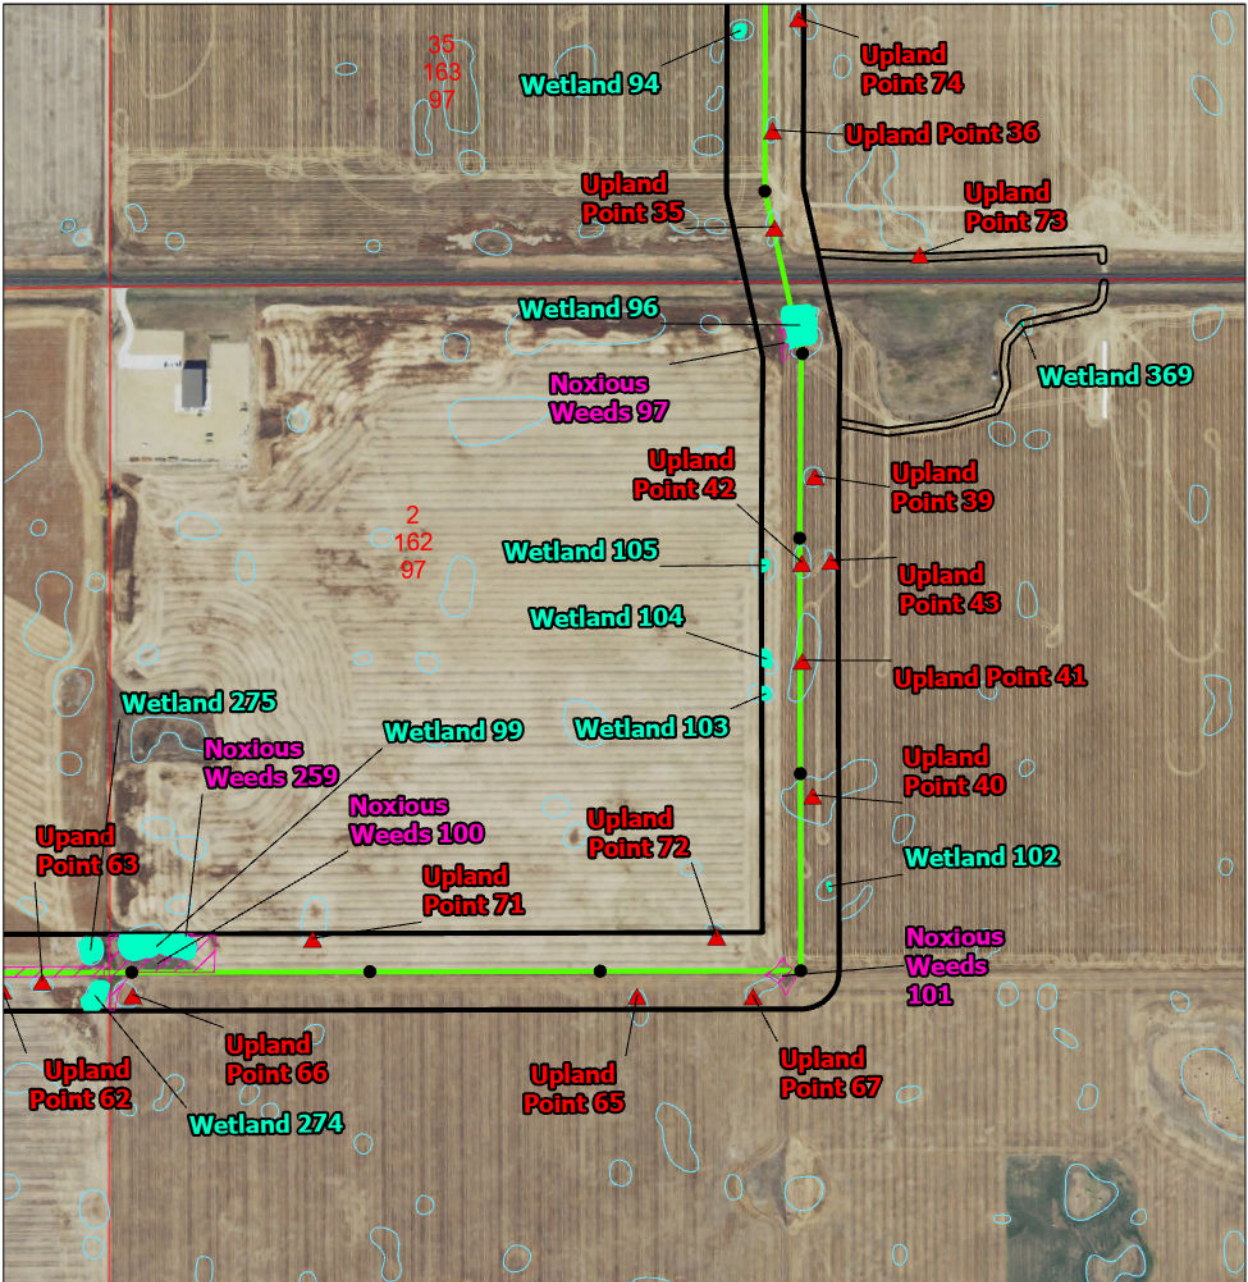 35
163
97
Wetland 94
Upland
Point 74
Upland Point 36
Upland
Point 35
Upland
Point 73
Wetland 96
Noxious
Weeds 97
Wetland 369
Upland
Point 42
Upland
Point 39
2
162
97
Wetland 105
Upland
Point 43
Wetland 104
Upland Point 41
Wetland 275
Wetland 99
Wetland 103
Noxious
Weeds 259
Upland
Point 40
Noxious
Weeds 100
Upland
Point 72
Upand
Point 63
Wetland 102
Upland
Point 71
Noxious
Weeds
101
Upland
Point 66
Upland
Point 62
Upland
Point 65
Upland
Point 67
Wetland 274